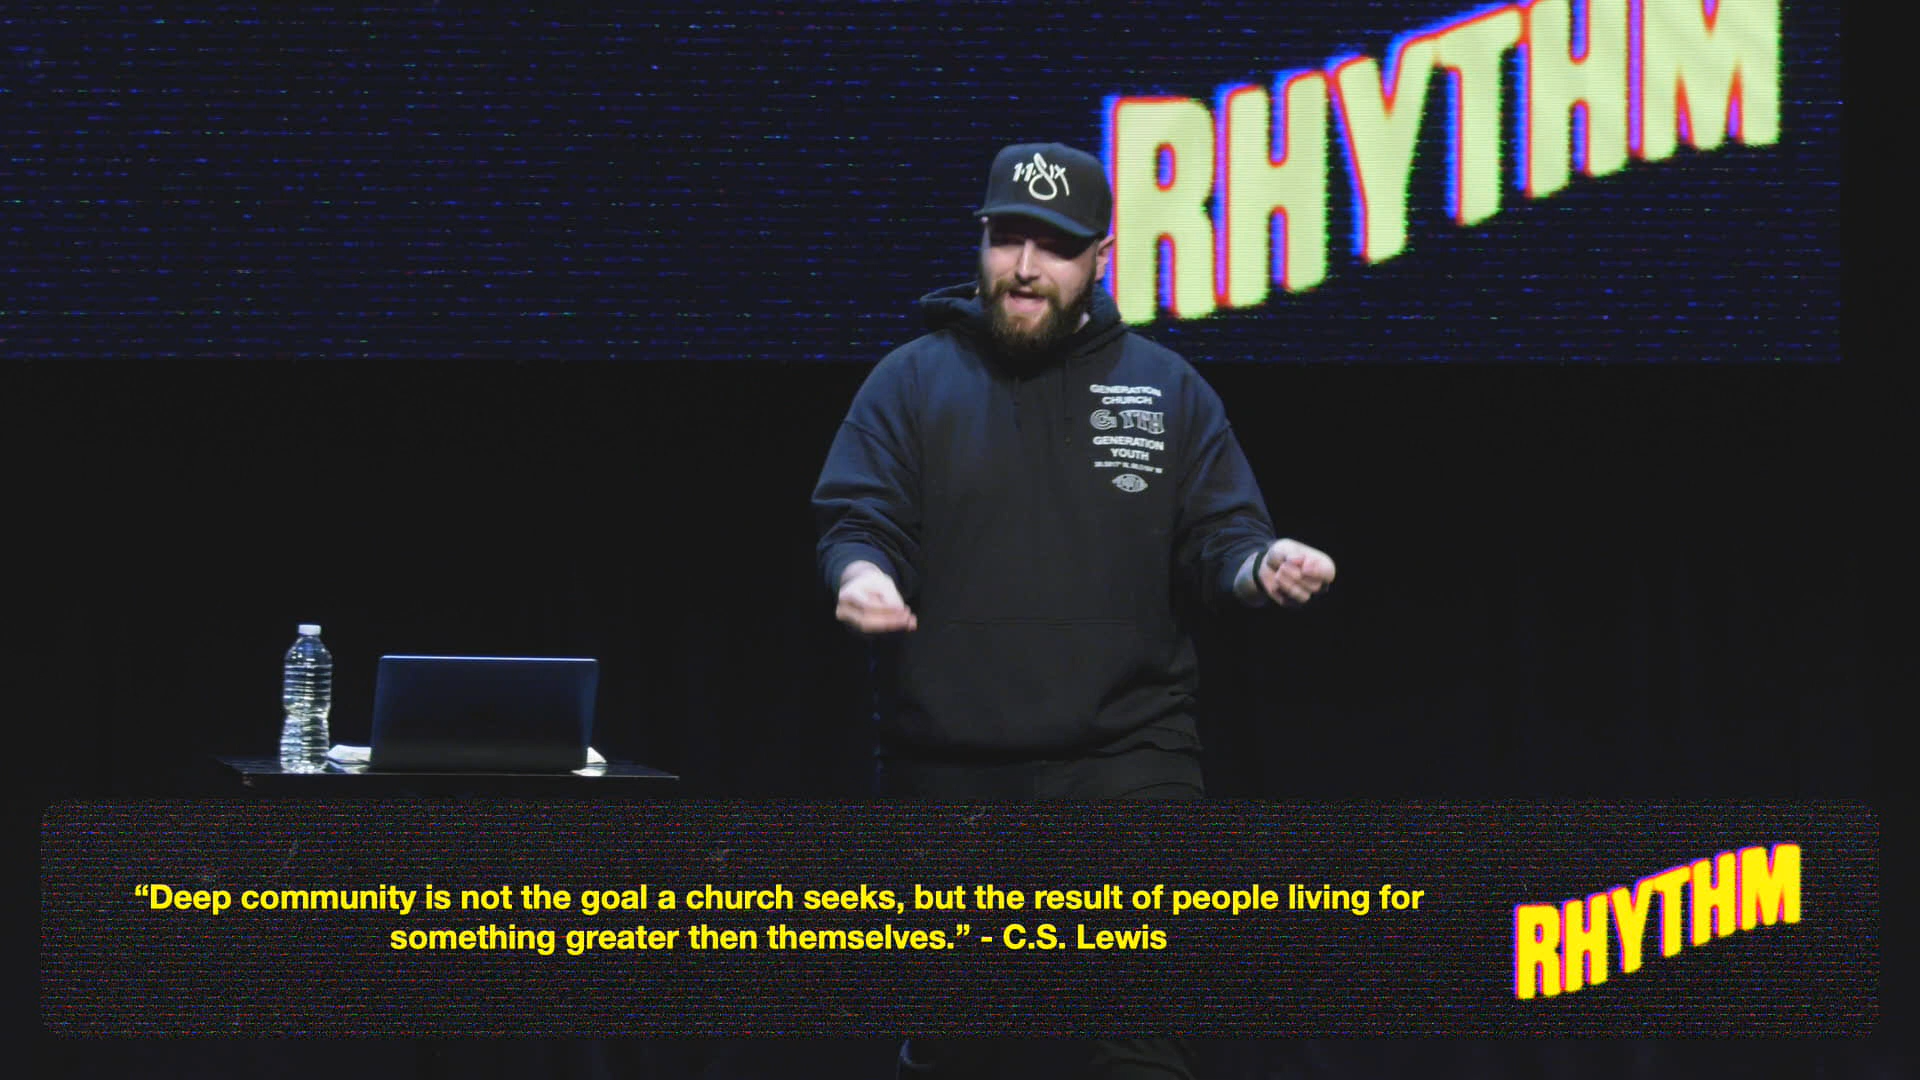 RHYTHM
GENERATION
CHURCH
G YTH
GENERATION
YOUTH
“Deep community is not the goal a church seeks, but the result of people living for
something greater then themselves.” - C.S. Lewis
RHYTHM